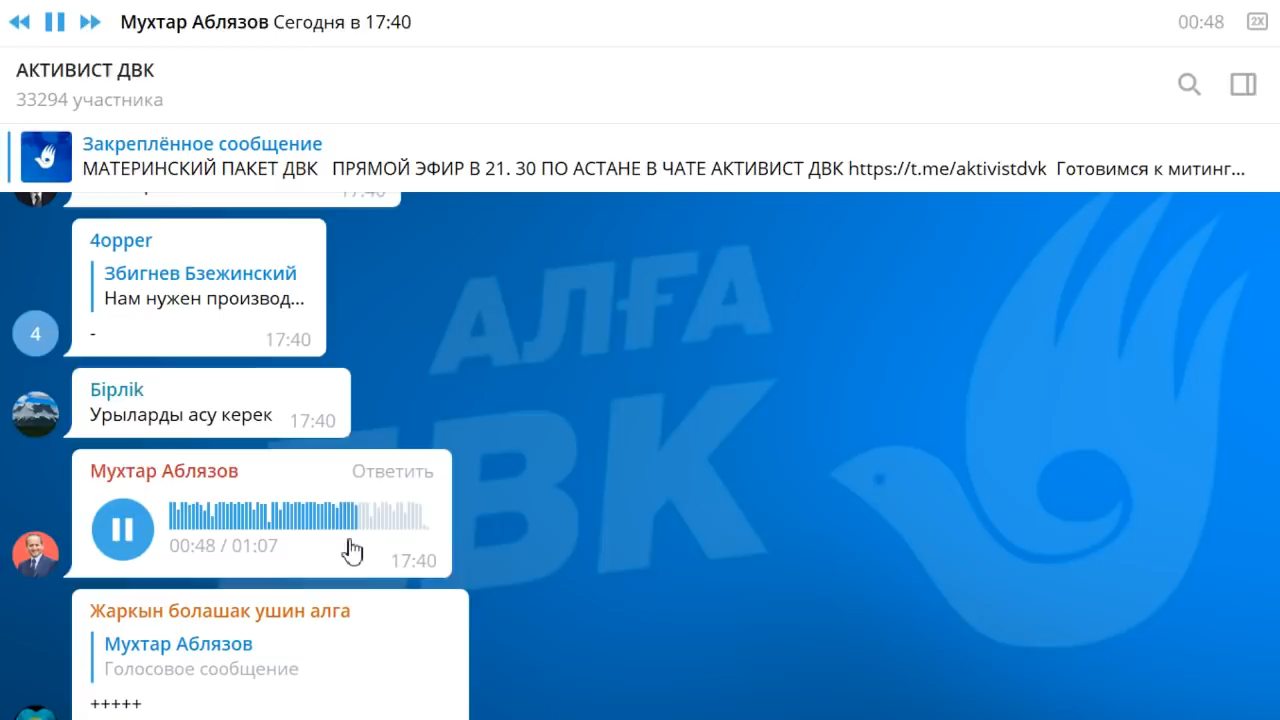 Мухтар Аблязов Сегодня в 17:40
00:48
2X
АКТИВИСТ ДВК
33294 участника
Закреплённое сообщение
МАТЕРИНСКИЙ ПАКЕТ ДВК ПРЯМОЙ ЭФИР В 21. 30 ПО АСТАНЕ В ЧАТЕ АКТИВИСТ ДВК https://t.me/aktivistdvk Готовимся к митинг...
17:40
4opper
Збигнев Бзежинский
Нам нужен производ...
-
17:40
4
Бірлік
Урыларды асу керек
17:40
Мухтар Аблязов
Ответить
00:48 / 01:07
17:40
Жаркын болашак ушин алга
Мухтар Аблязов
Голосовое сообщение
+++++
АЛҒА
ДВК